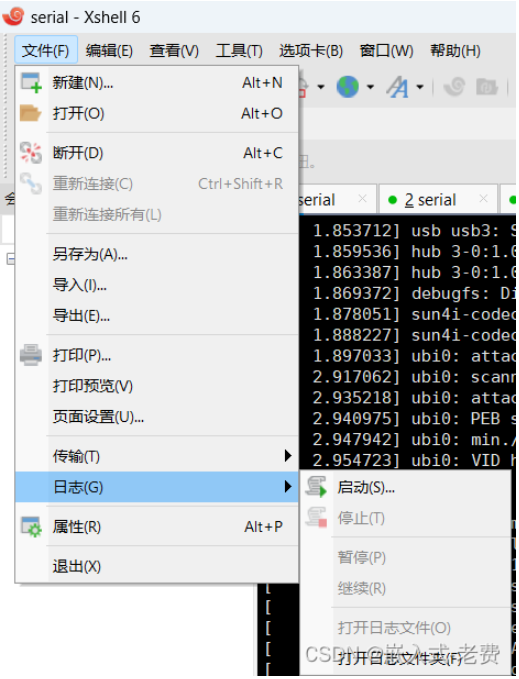 serial - Xshell 6
文件(F) 编辑(E) 查看(V) 工具(T) 选项卡(B) 窗口(W) 帮助(H)
新建(N)... Alt+N
打开(O) Alt+O
断开(D) Alt+C
重新连接(C) Ctrl+Shift+R
重新连接所有(L)
另存为(A)...
导入(I)...
导出(E)...
打印(P)...
打印预览(V)
页面设置(U)...
传输(T)
日志(G)
属性(R) Alt+P
退出(X)
启动(S)...
停止(T)
暂停(P)
继续(R)
打开日志文件(O)
打开日志文件夹(F)
serial
2 serial
1.853712] usb usb3: S
1.859536] hub 3-0:1.0
1.863387] hub 3-0:1.0
1.869372] debugfs: Di
1.878051] sun4i-codec
1.888227] sun4i-codec
1.897033] ubi0: attac
2.917062] ubi0: scann
2.935218] ubi0: attac
2.940975] ubi0: PEB s
2.947942] ubi0: min./
2.954723] ubi0: VID h
[
[
[
[
CSDN @嵌入式-老费